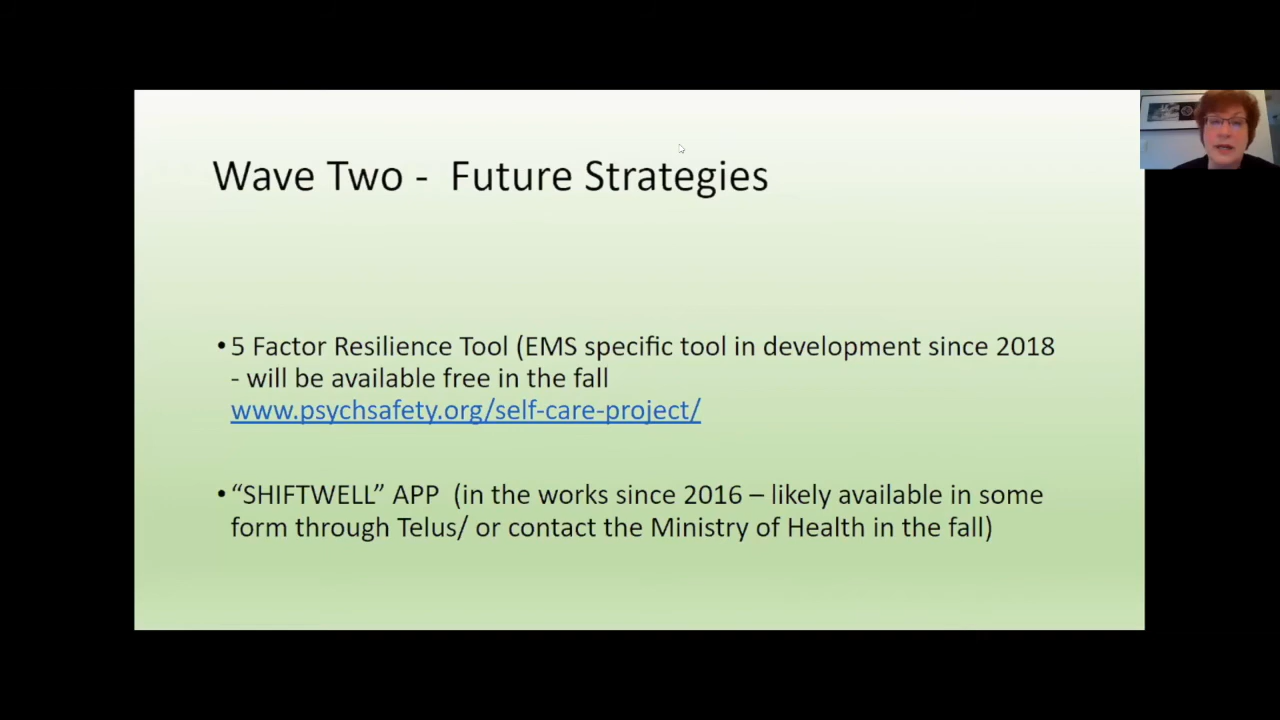 Wave Two - Future Strategies
•5 Factor Resilience Tool (EMS specific tool in development since 2018
- will be available free in the fall
www.psychsafety.org/self-care-project/
•“SHIFTWELL” APP (in the works since 2016 – likely available in some
form through Telus/ or contact the Ministry of Health in the fall)